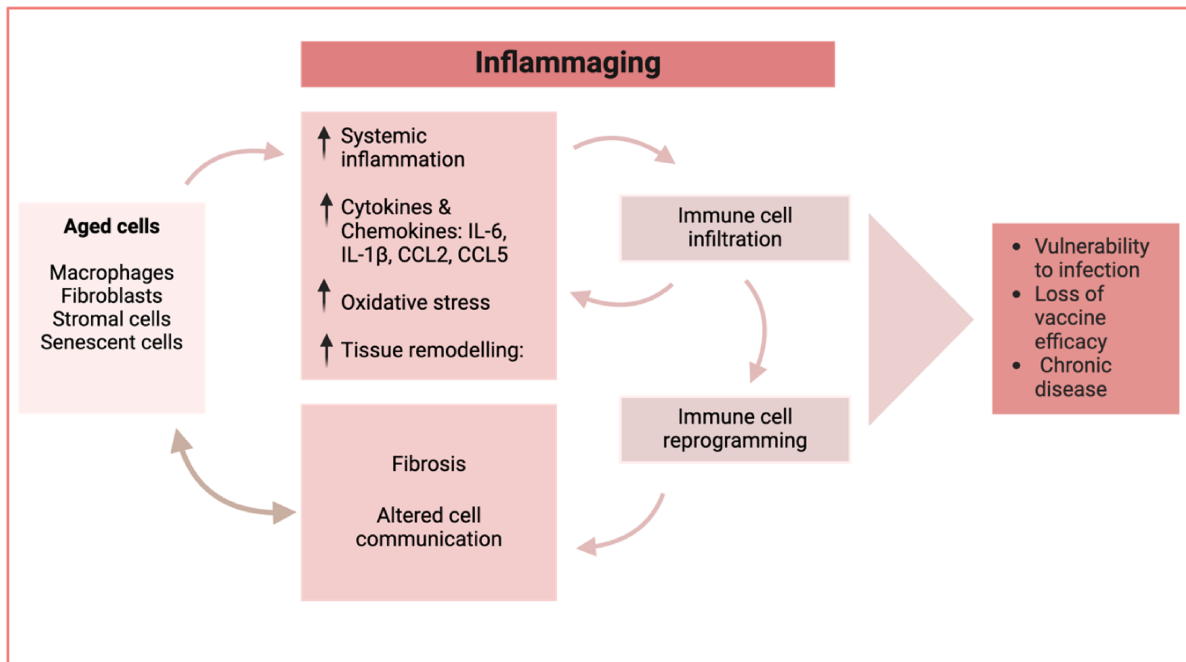 Inflammaging
Aged cells
Macrophages
Fibroblasts
Stromal cells
Senescent cells
Systemic
inflammation
Cytokines &
Chemokines: IL-6,
IL-1β, CCL2, CCL5
Oxidative stress
Tissue remodelling:
Fibrosis
Altered cell
communication
Immune cell
infiltration
Immune cell
reprogramming
• Vulnerability
to infection
• Loss of
vaccine
efficacy
• Chronic
disease